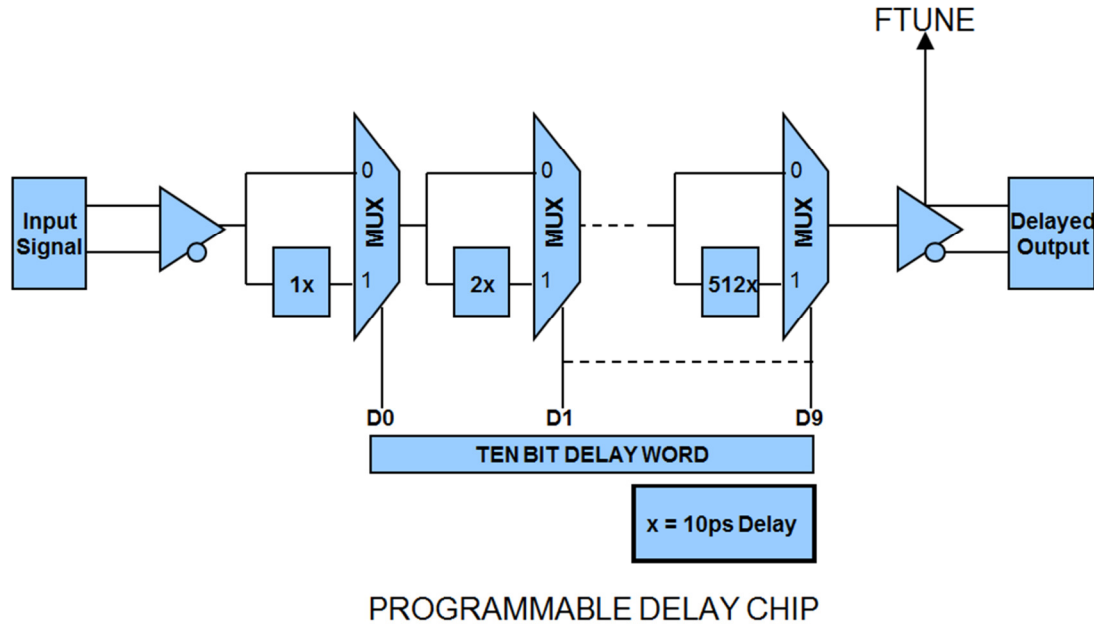 FTUNE
Input
Signal
1x
0
MUX
1
2x
0
MUX
1
512x
0
MUX
1
Delayed
Output
D0
D1
D9
TEN BIT DELAY WORD
x = 10ps Delay
PROGRAMMABLE DELAY CHIP